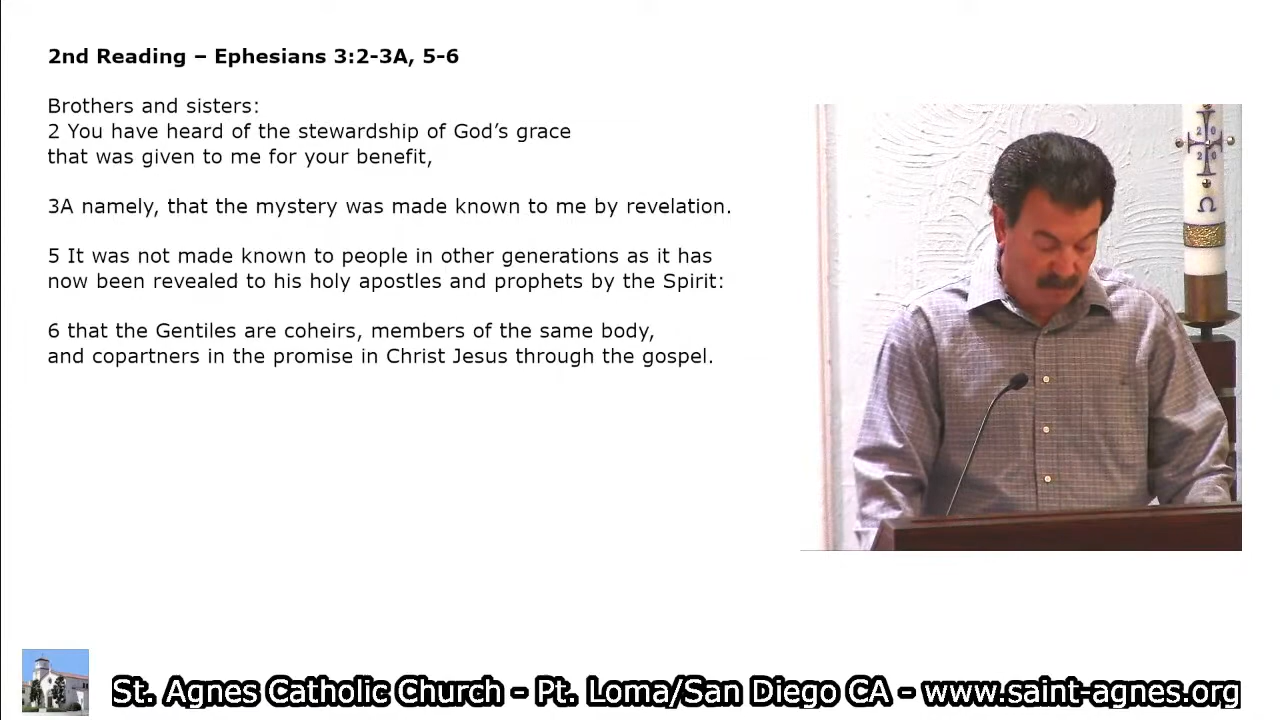 2nd Reading – Ephesians 3:2-3A, 5-6
Brothers and sisters:
2 You have heard of the stewardship of God’s grace
that was given to me for your benefit,
3A namely, that the mystery was made known to me by revelation.
5 It was not made known to people in other generations as it has
now been revealed to his holy apostles and prophets by the Spirit:
6 that the Gentiles are coheirs, members of the same body,
and copartners in the promise in Christ Jesus through the gospel.
2 0
2 0
Ω
St. Agnes Catholic Church - Pt. Loma/San Diego CA - www.saint-agnes.org